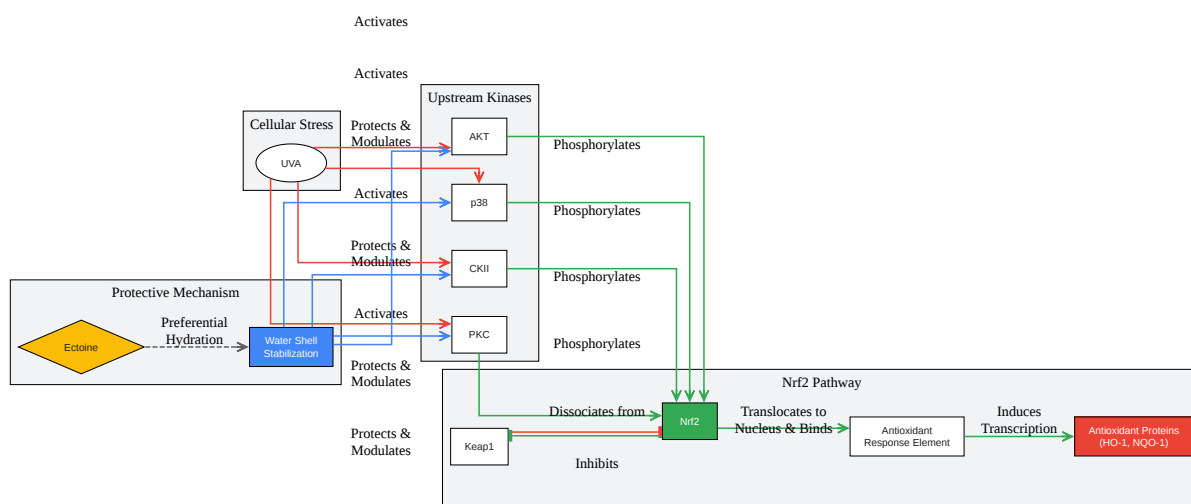 Activates
Activates
Upstream Kinases
Cellular Stress
Protects &
Modulates
AKT
Phosphorylates
UVA
Activates
p38
Phosphorylates
Protects &
Modulates
CKII
Phosphorylates
Protective Mechanism
Activates
Preferential
Hydration
Ectoine
Water Shell
Stabilization
PKC
Phosphorylates
Protects &
Modulates
Nrf2 Pathway
Dissociates from
Nrf2
Translocates to
Nucleus & Binds
Induces
Transcription
Antioxidant
Response Element
Antioxidant Proteins
(HO-1, NQO-1)
Protects &
Modulates
Keap1
Inhibits